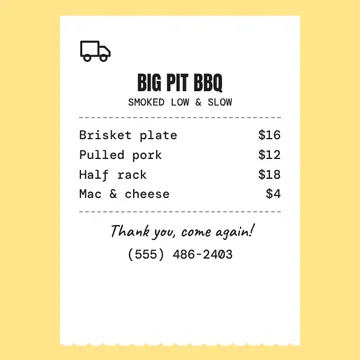 BIG PIT BBQ
SMOKED LOW & SLOW
Brisket plate $16
Pulled pork $12
Half rack $18
Mac & cheese $4
Thank you, come again!
(555) 486-2403